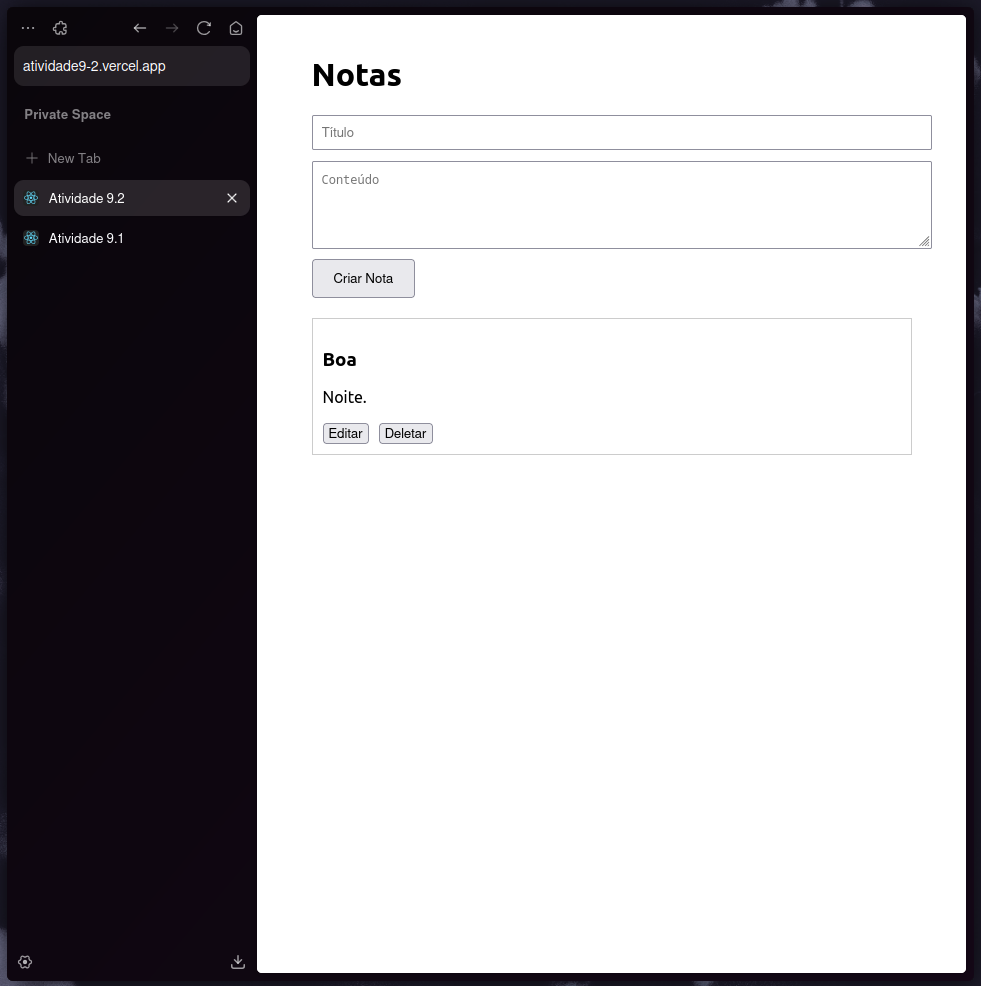 atividade9-2.vercel.app
Private Space
New Tab
Atividade 9.2
Atividade 9.1
Notas
Título
Conteúdo
Criar Nota
Boa
Noite.
Editar Deletar